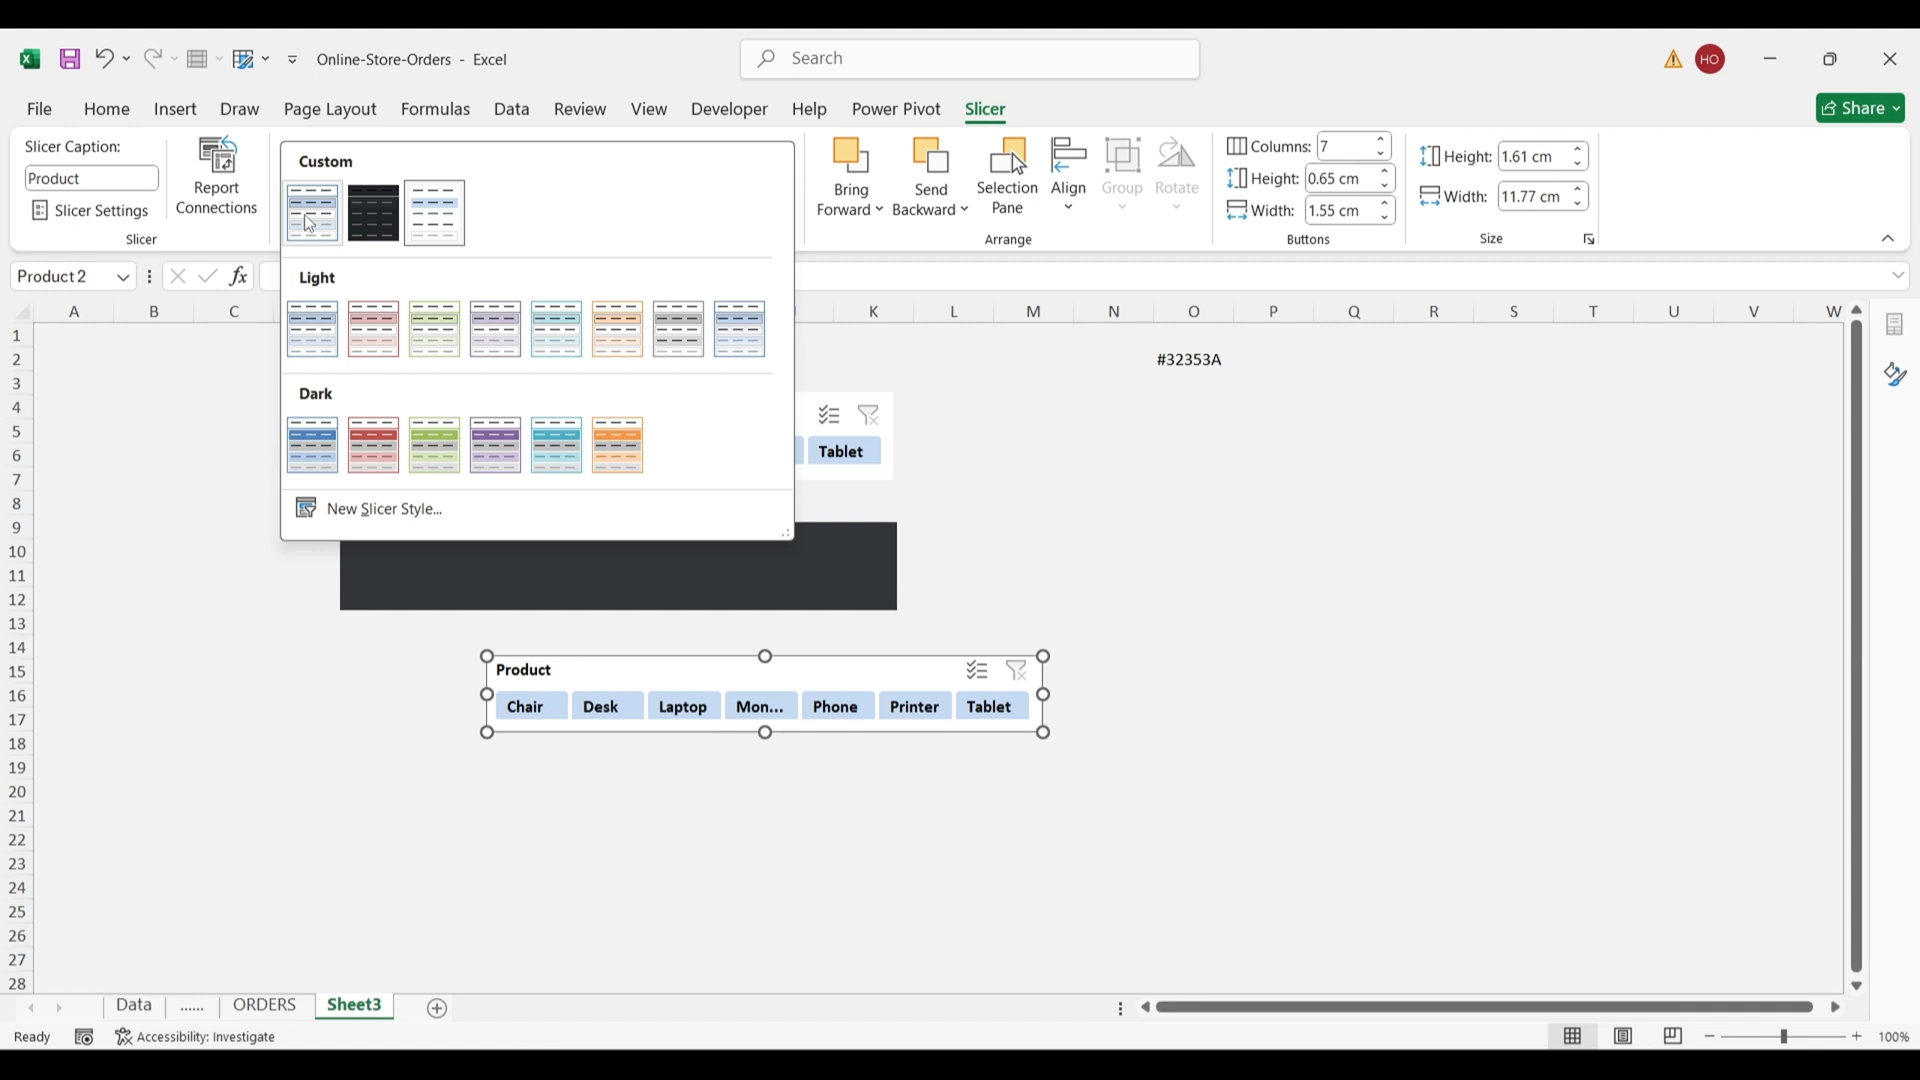 Online-Store-Orders - Excel
Search
HO
File Home Insert Draw Page Layout Formulas Data Review View Developer Help Power Pivot Slicer
Share
Slicer Caption:
Product
Slicer Settings
Slicer
Report
Connections
Custom
Light
Dark
New Slicer Style...
Bring
Forward
Send
Backward
Selection
Pane
Align
Group
Rotate
Arrange
Columns: 7
Height: 0.65 cm
Width: 1.55 cm
Buttons
Height: 1.61 cm
Width: 11.77 cm
Size
Product 2
fx
A B C K L M N O P Q R S T U V W
1
2
3
4
5
6
7
8
9
10
11
12
13
14
15
16
17
18
19
20
21
22
23
24
25
26
27
28
#32353A
Tablet
Product
Chair Desk Laptop Mon... Phone Printer Tablet
Data ...... ORDERS Sheet3
Ready
Accessibility: Investigate
100%